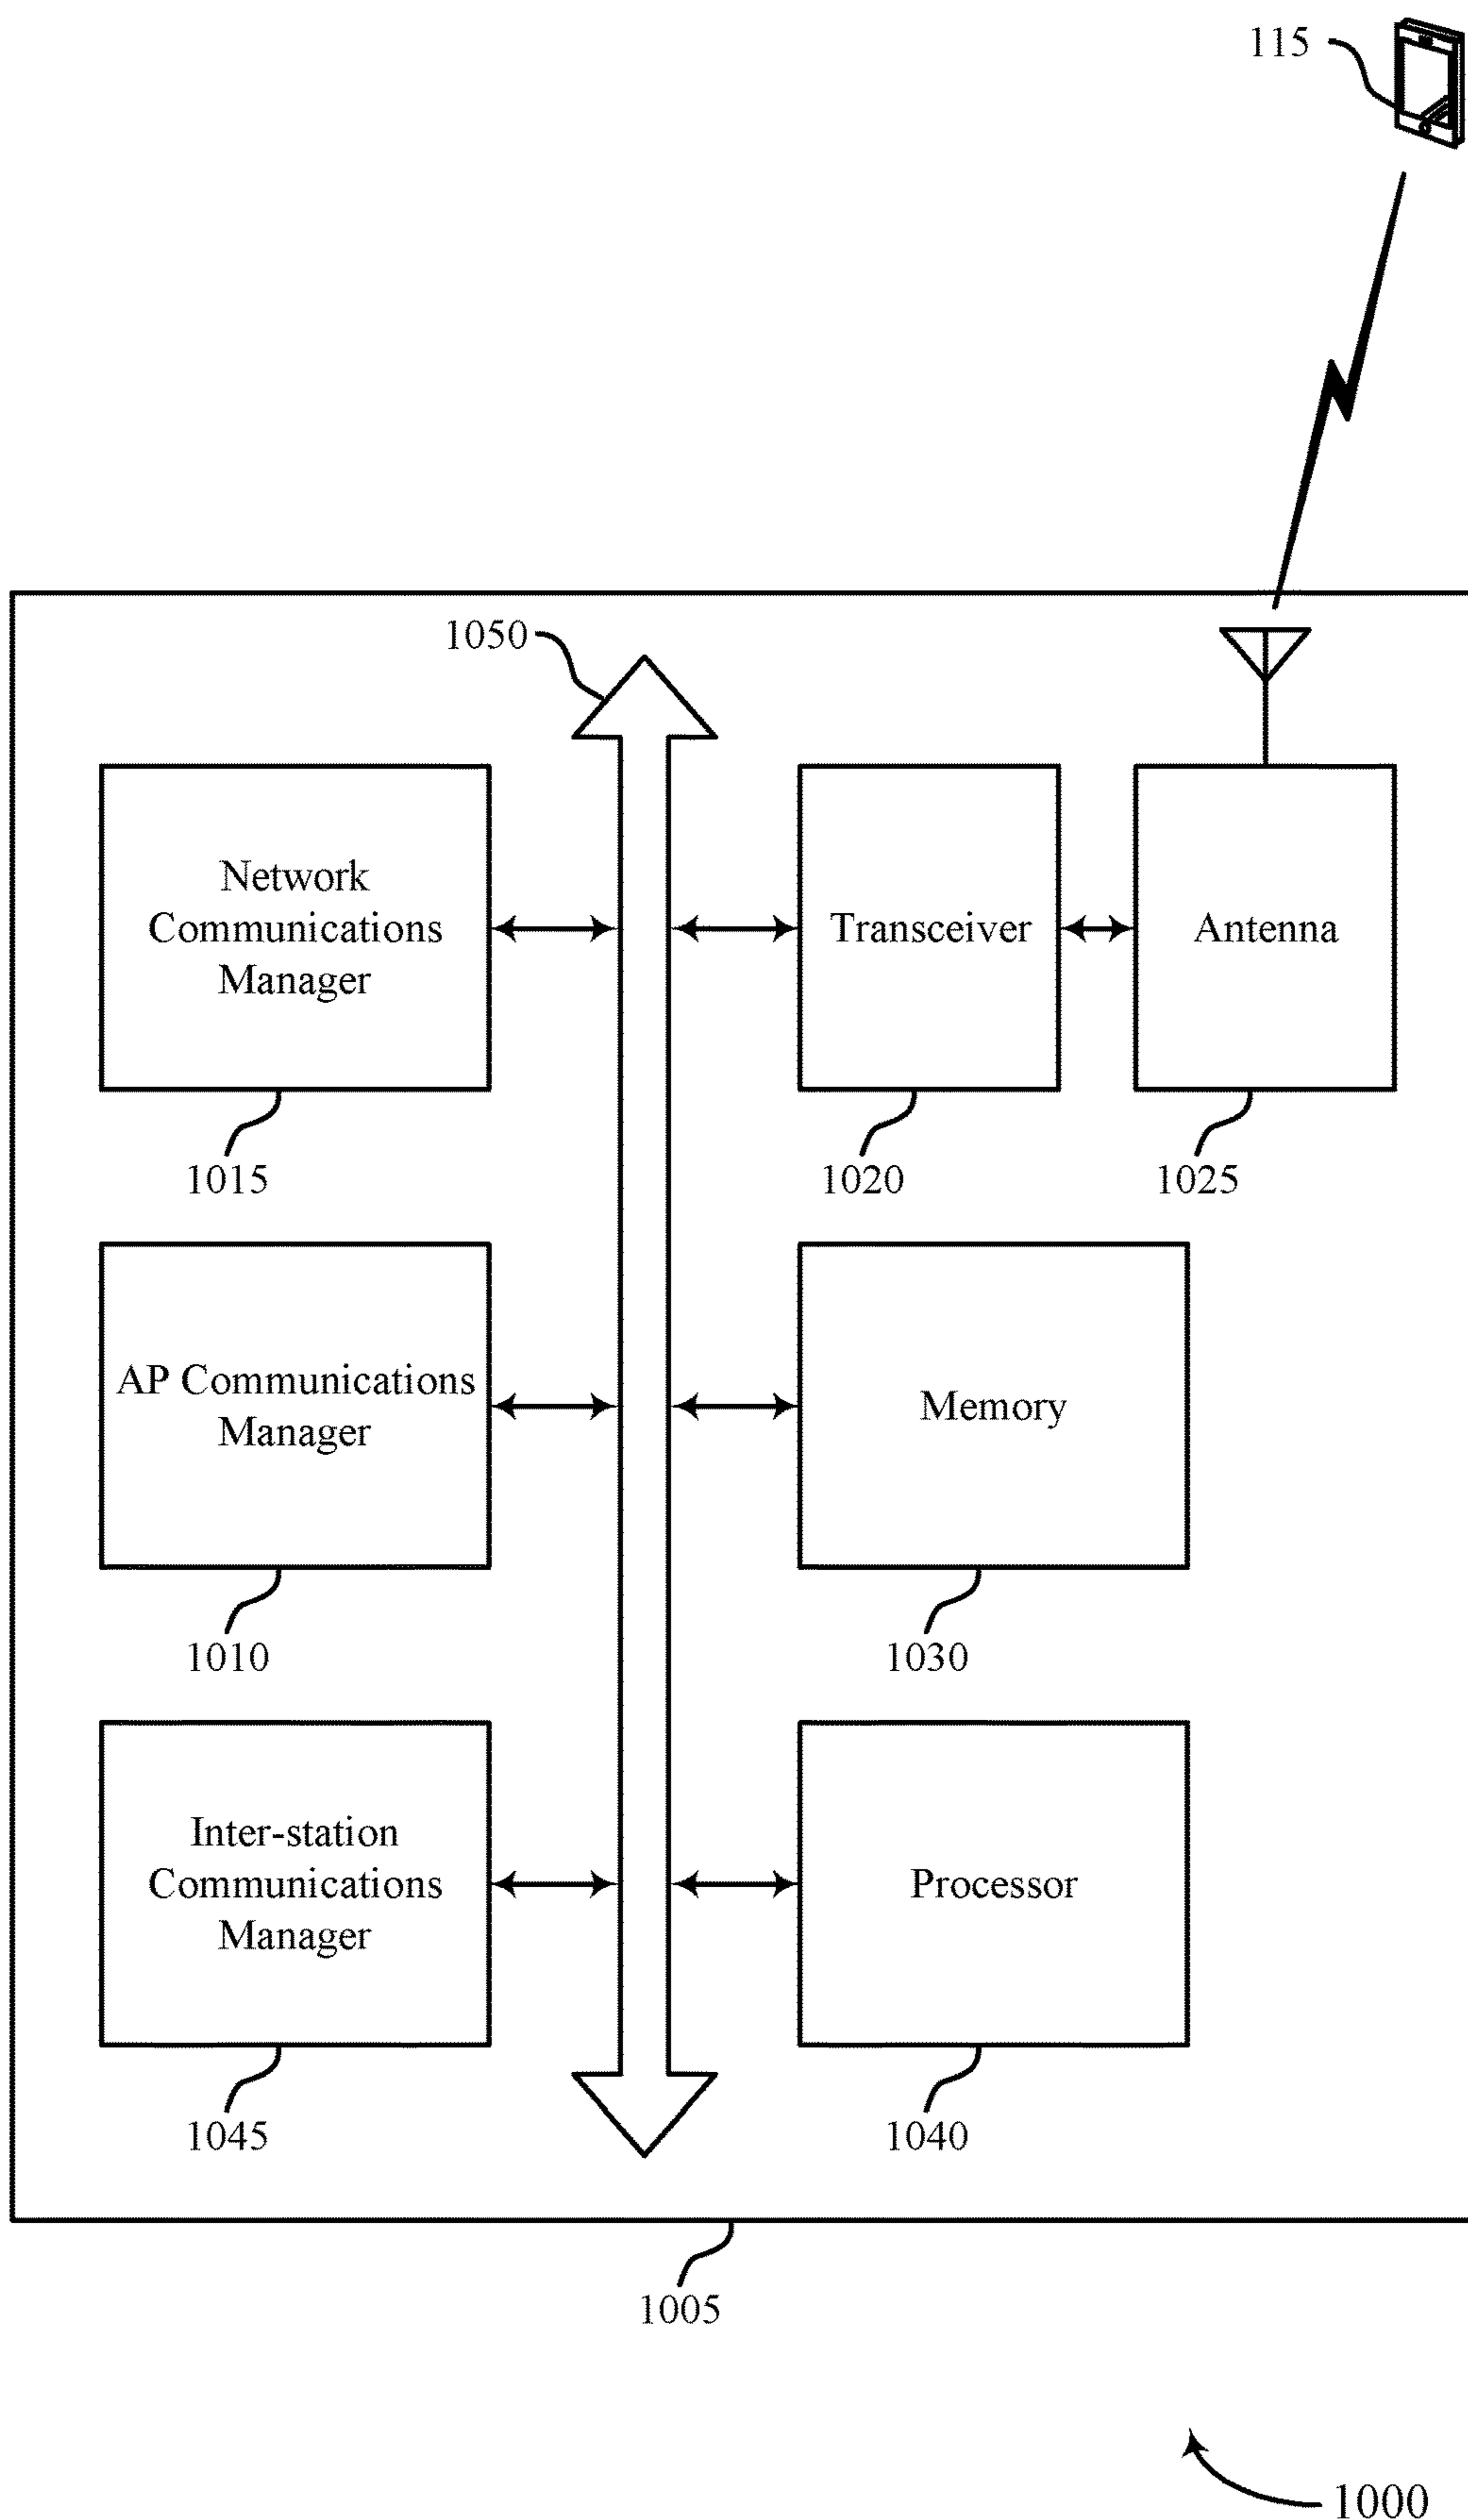 115
1050
Network
Communications
Manager
Transceiver
Antenna
1015
1020
1025
AP Communications
Manager
Memory
1010
1030
Inter-station
Communications
Manager
Processor
1045
1040
1005
1000